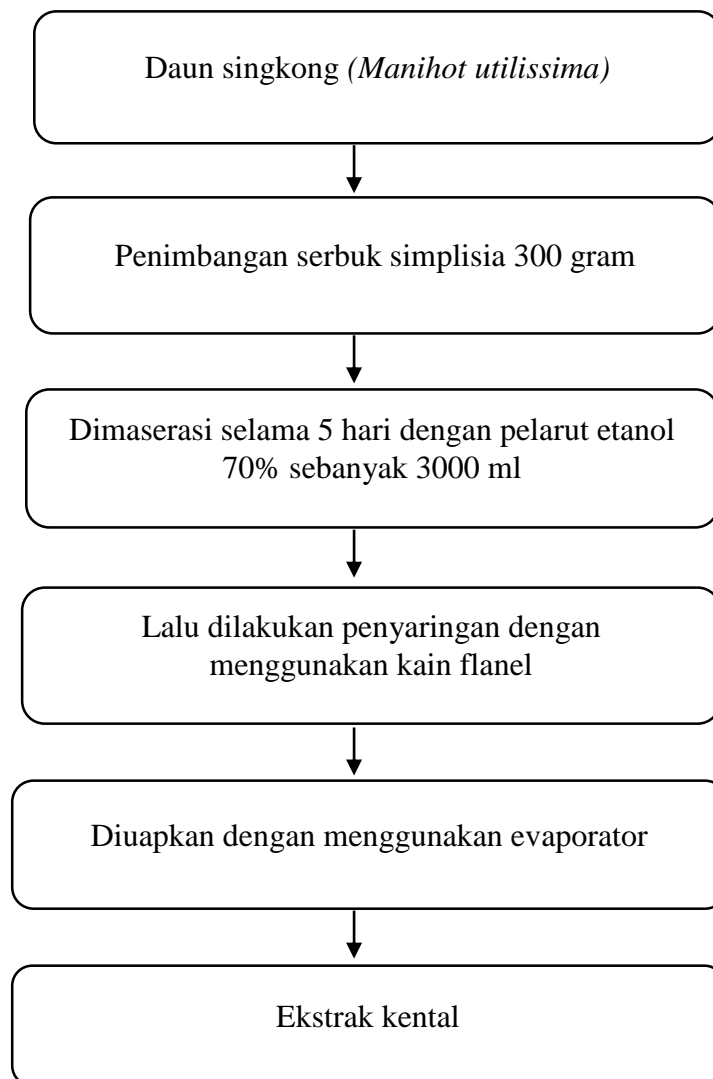 Daun singkong (Manihot utilissima)
Penimbangan serbuk simplisia 300 gram
Dimaserasi selama 5 hari dengan pelarut etanol
70% sebanyak 3000 ml
Lalu dilakukan penyaringan dengan
menggunakan kain flanel
Diuapkan dengan menggunakan evaporator
Ekstrak kental